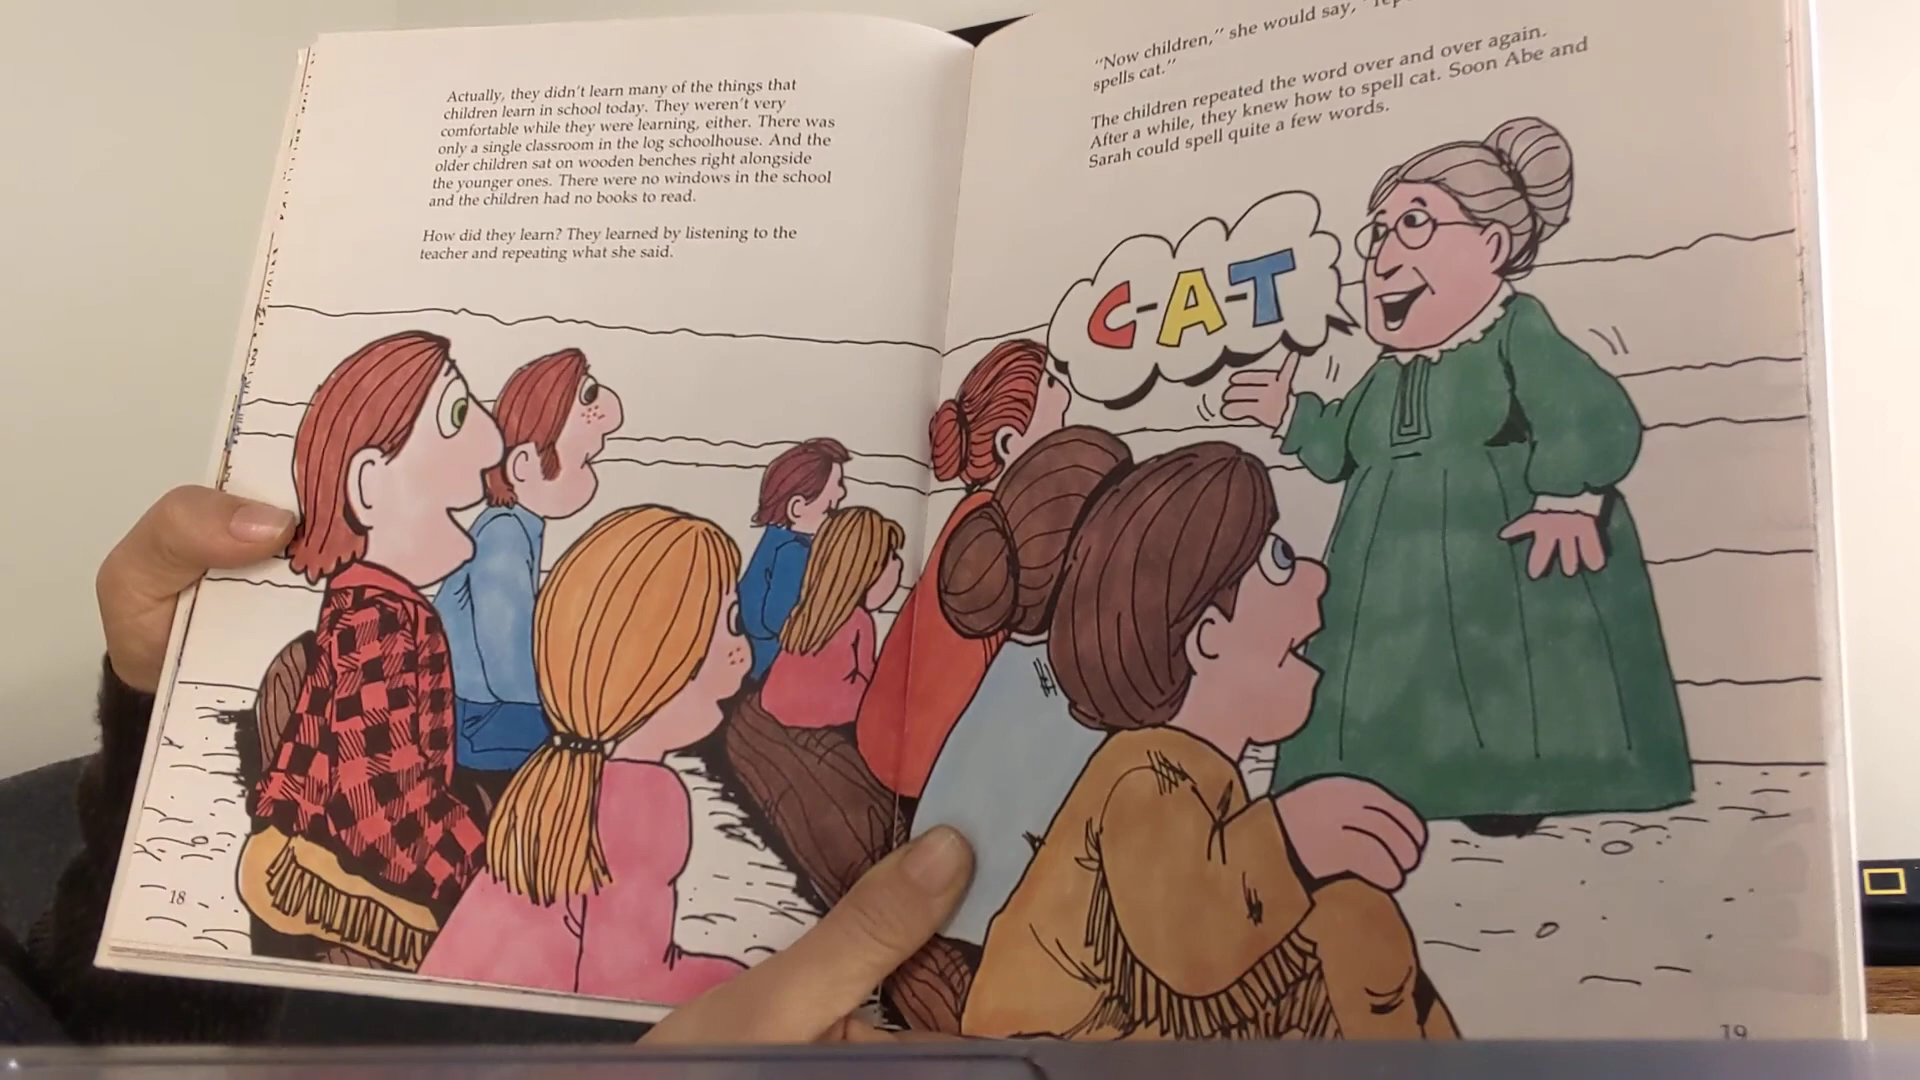 Actually, they didn't learn many of the things that
children learn in school today. They weren't very
comfortable while they were learning, either. There was
only a single classroom in the log schoolhouse. And the
older children sat on wooden benches right alongside
the younger ones. There were no windows in the school
and the children had no books to read.
How did they learn? They learned by listening to the
teacher and repeating what she said.
18
"Now children," she would say,
spells cat."
The children repeated the word over and over again.
After a while, they knew how to spell cat. Soon Abe and
Sarah could spell quite a few words.
C-A-T
19